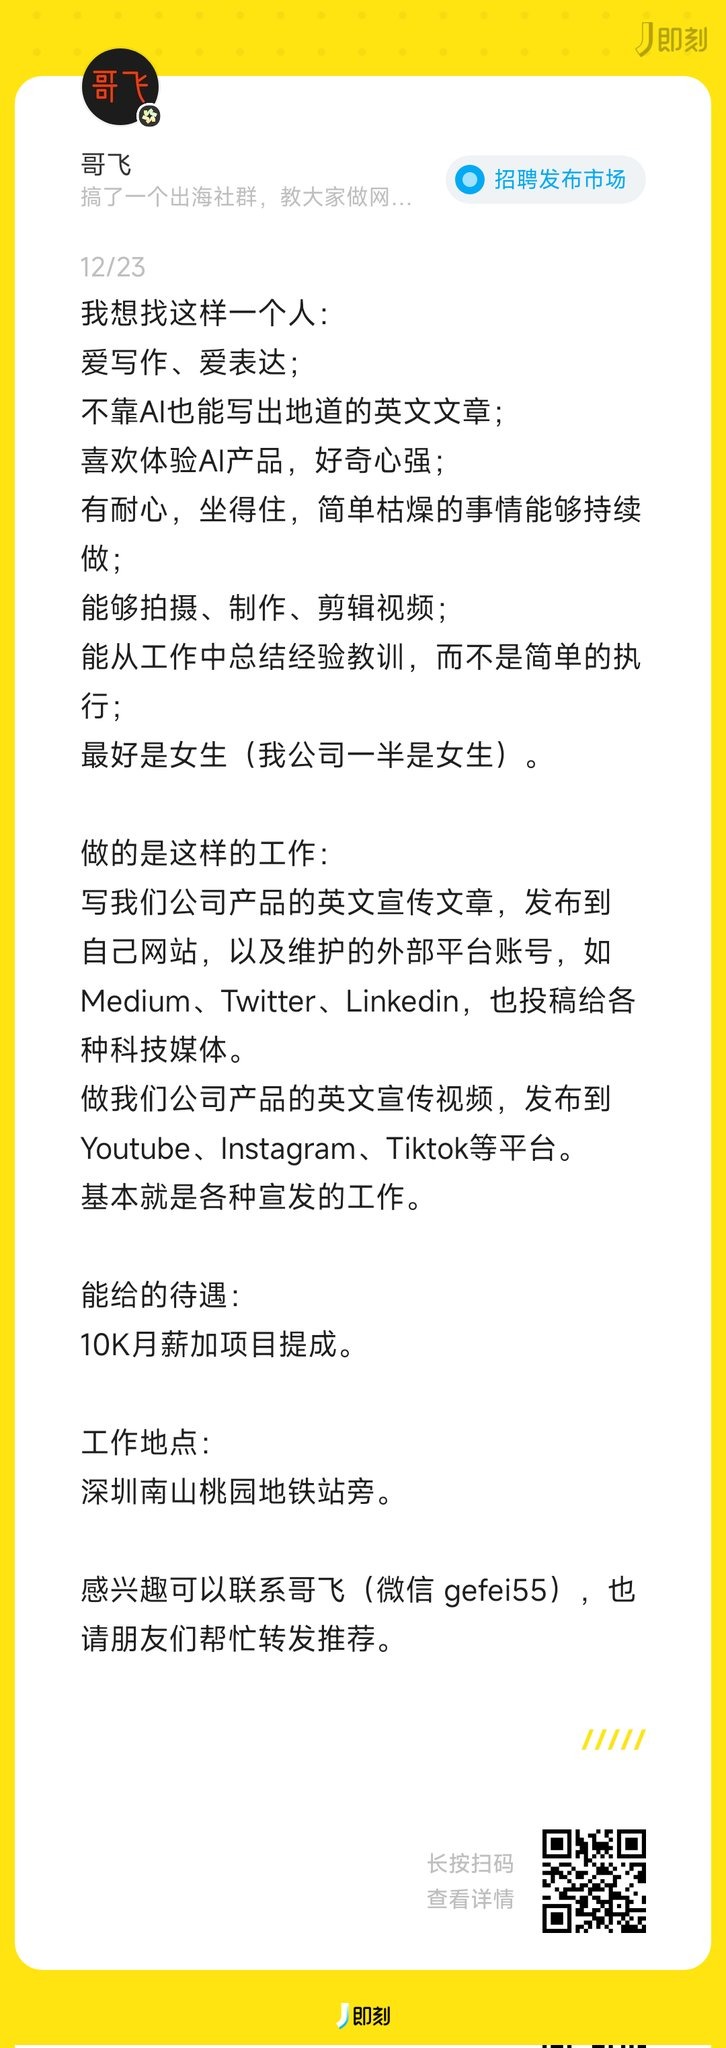 即刻
哥飞
哥飞
搞了一个出海社群，教大家做网...
招聘发布市场
12/23
我想找这样一个人：
爱写作、爱表达；
不靠AI也能写出地道的英文文章；
喜欢体验AI产品，好奇心强；
有耐心，坐得住，简单枯燥的事情能够持续
做；
能够拍摄、制作、剪辑视频；
能从工作中总结经验教训，而不是简单的执
行；
最好是女生（我公司一半是女生）。
做的是这样的工作：
写我们公司产品的英文宣传文章，发布到
自己网站，以及维护的外部平台账号，如
Medium、Twitter、Linkedin，也投稿给各
种科技媒体。
做我们公司产品的英文宣传视频，发布到
Youtube、Instagram、Tiktok等平台。
基本就是各种宣发的工作。
能给的待遇：
10K月薪加项目提成。
工作地点：
深圳南山桃园地铁站旁。
感兴趣可以联系哥飞（微信 gefei55），也
请朋友们帮忙转发推荐。
长按扫码
查看详情
即刻